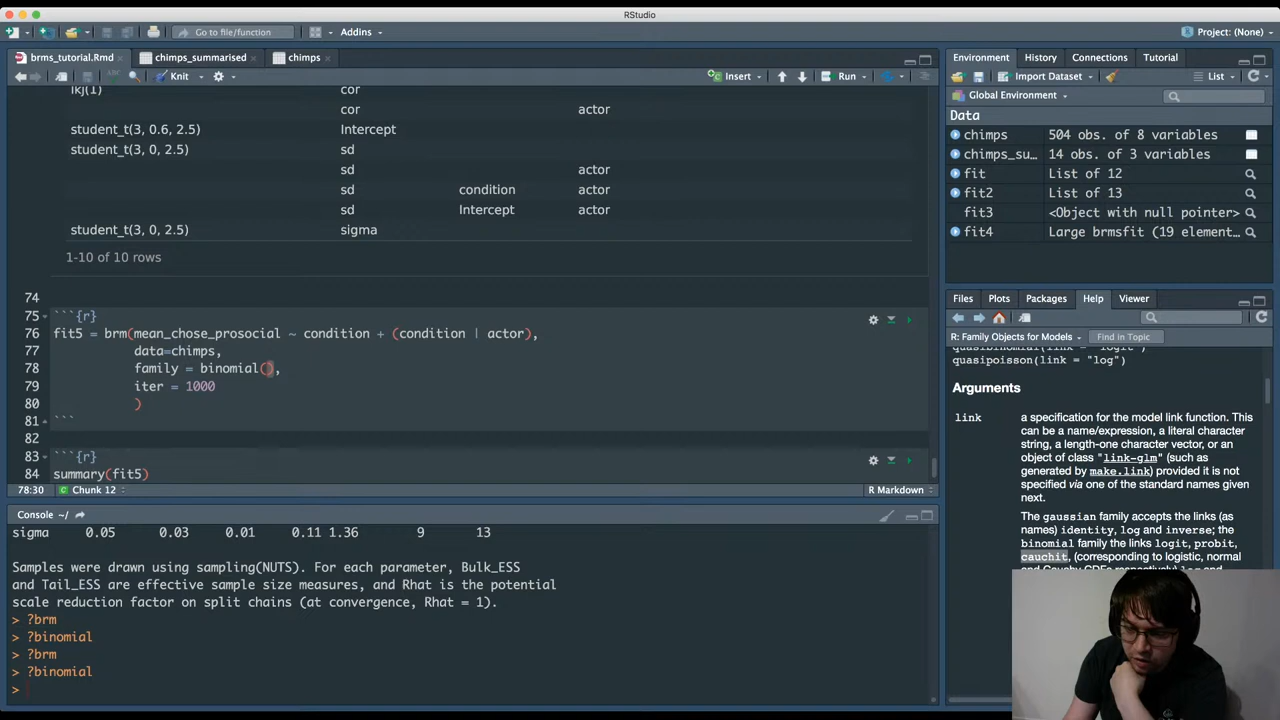 RStudio
Go to file/function
Addins
Project: (None)
brms_tutorial.Rmd
chimps_summarised
chimps
Knit
Insert
Run
lkj(1) cor
cor actor
student_t(3, 0.6, 2.5) Intercept
student_t(3, 0, 2.5) sd
sd actor
sd condition actor
sd Intercept actor
student_t(3, 0, 2.5) sigma
1-10 of 10 rows
74
75 ```{r}
76 fit5 = brm(mean_chose_prosocial ~ condition + (condition | actor),
77 data=chimps,
78 family = binomial(),
79 iter = 1000
80 )
81 ```
82
83 ```{r}
84 summary(fit5)
78:30 Chunk 12 R Markdown
Console ~/
sigma 0.05 0.03 0.01 0.11 1.36 9 13
Samples were drawn using sampling(NUTS). For each parameter, Bulk_ESS
and Tail_ESS are effective sample size measures, and Rhat is the potential
scale reduction factor on split chains (at convergence, Rhat = 1).
> ?brm
> ?binomial
> ?brm
> ?binomial
>
Environment History Connections Tutorial
Import Dataset List
Global Environment
Data
chimps 504 obs. of 8 variables
chimps_su… 14 obs. of 3 variables
fit List of 12
fit2 List of 13
fit3 <Object with null pointer>
fit4 Large brmsfit (19 element…
Files Plots Packages Help Viewer
R: Family Objects for Models Find in Topic
quasibinomial(link = "logit")
quasipoisson(link = "log")
Arguments
link a specification for the model link function. This
can be a name/expression, a literal character
string, a length-one character vector, or an
object of class "link-glm" (such as
generated by make.link) provided it is not
specified via one of the standard names given
next.
The gaussian family accepts the links (as
names) identity, log and inverse; the
binomial family the links logit, probit,
cauchit, (corresponding to logistic, normal